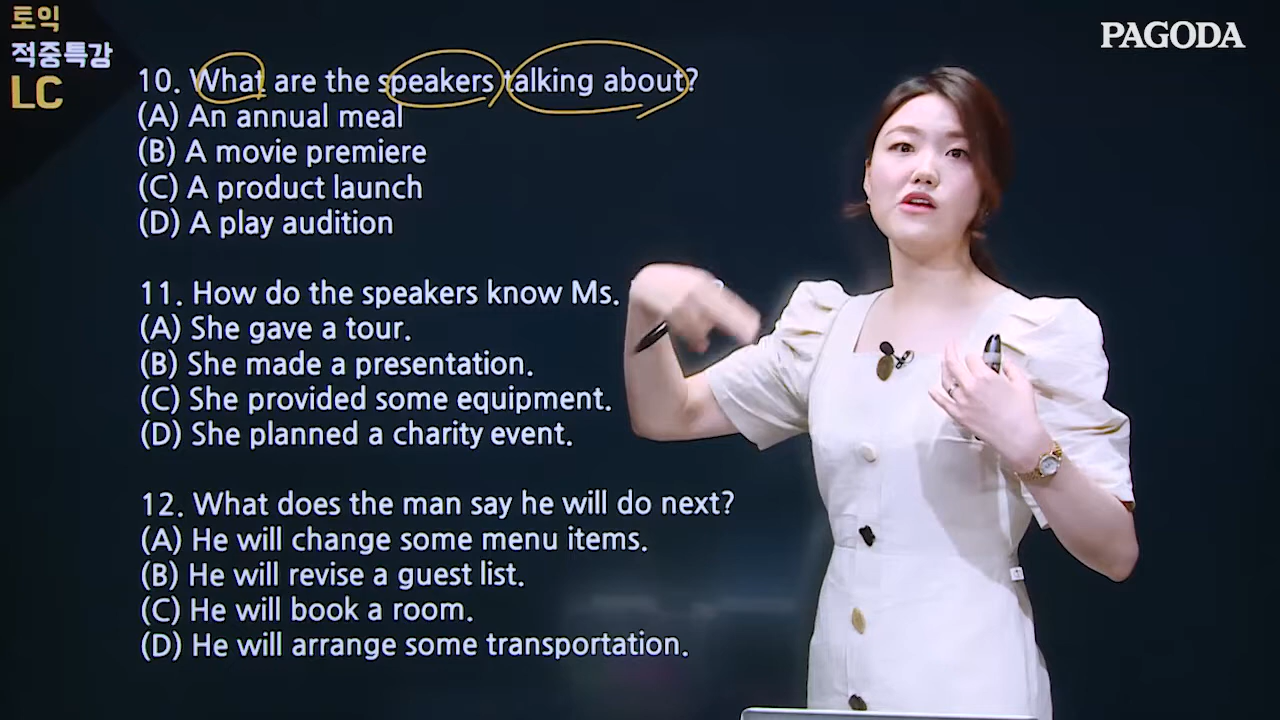 토익
적중특강
LC
PAGODA
10. What are the speakers talking about?
(A) An annual meal
(B) A movie premiere
(C) A product launch
(D) A play audition
11. How do the speakers know Ms.
(A) She gave a tour.
(B) She made a presentation.
(C) She provided some equipment.
(D) She planned a charity event.
12. What does the man say he will do next?
(A) He will change some menu items.
(B) He will revise a guest list.
(C) He will book a room.
(D) He will arrange some transportation.